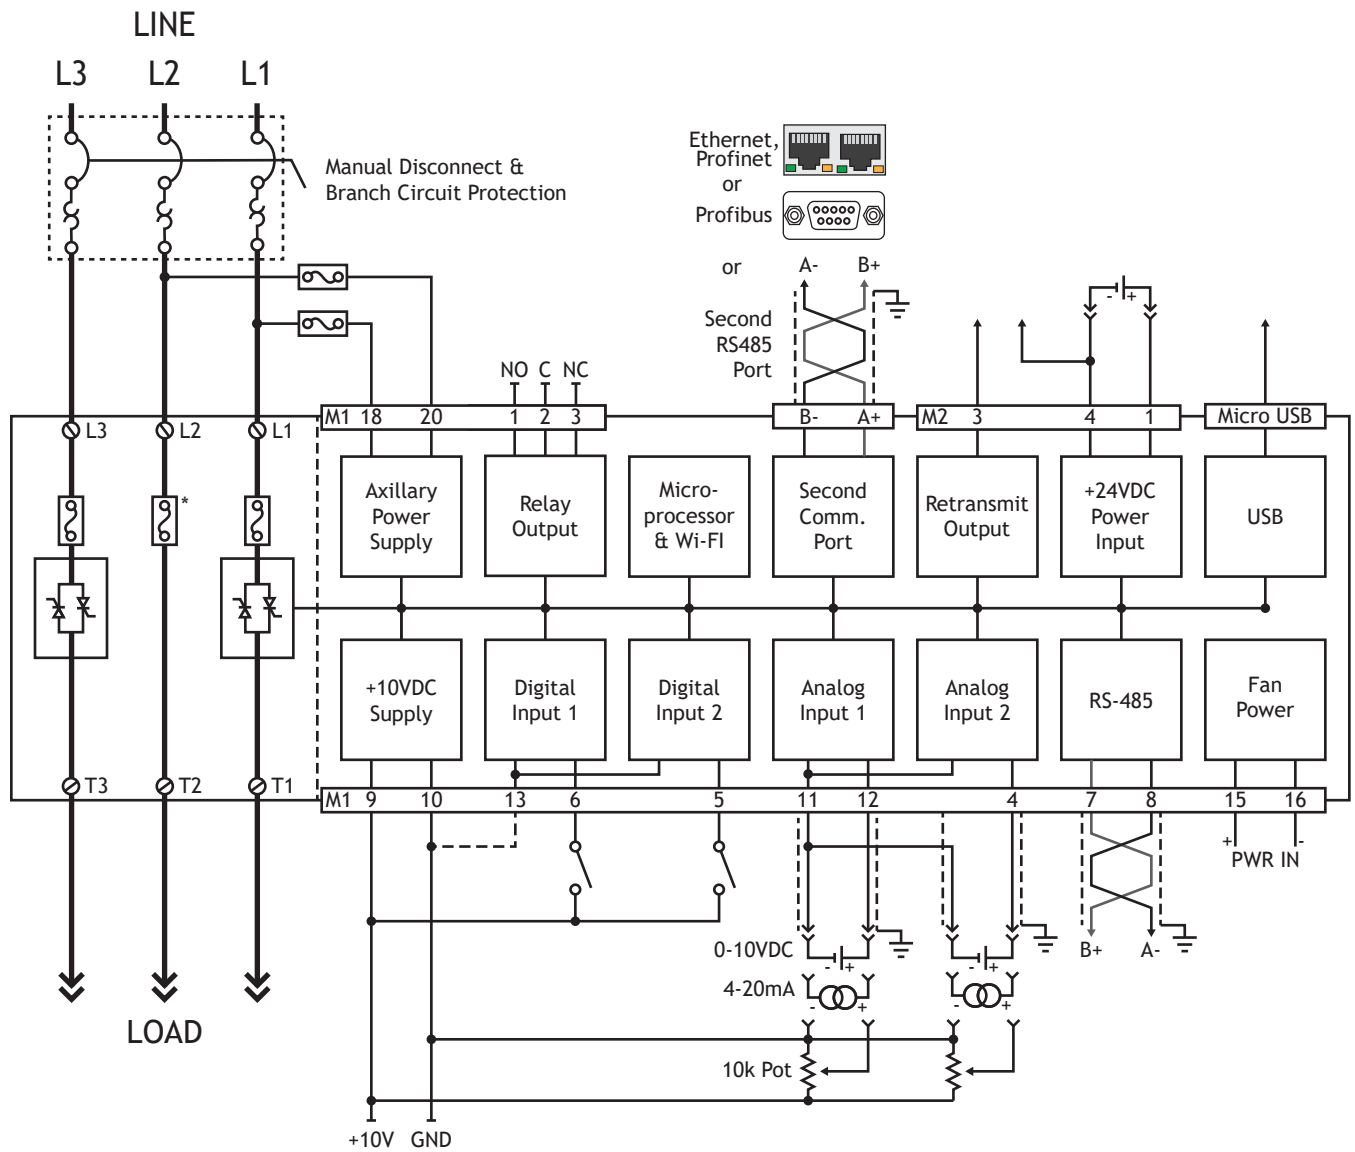 LINE
L3 L2 L1
Manual Disconnect &
Branch Circuit Protection
Ethernet,
Profinet
or
Profibus
or
A- B+
Second
RS485
Port
- +
NO C NC
M1 18 20 1 2 3
B- A+
M2 3 4 1
Micro USB
L3 L2 L1
*
Axillary
Power
Supply
Relay
Output
Micro-
processor
& Wi-FI
Second
Comm.
Port
Retransmit
Output
+24VDC
Power
Input
USB
+10VDC
Supply
Digital
Input 1
Digital
Input 2
Analog
Input 1
Analog
Input 2
RS-485
Fan
Power
T3 T2 T1
M1 9 10 13 6 5 11 12 4 7 8 15 16
+ -
PWR IN
0-10VDC
- +
- +
B+ A-
4-20mA
- +
- +
LOAD
10k Pot
+10V GND